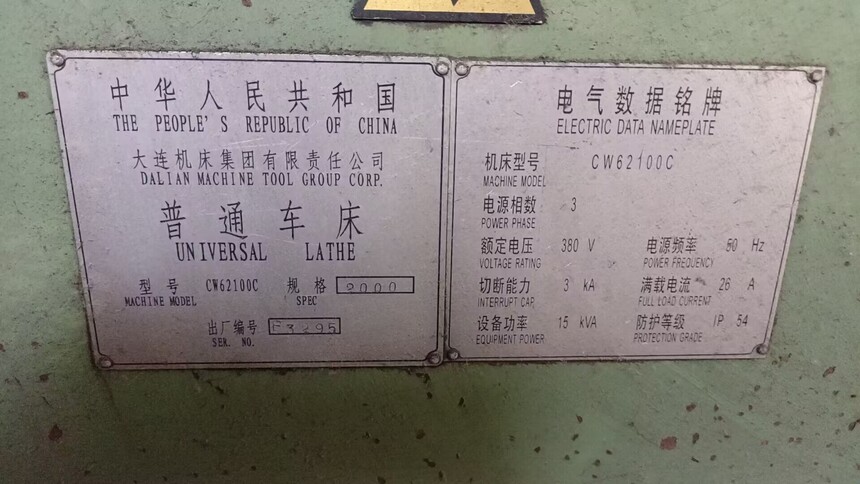 中华人民共和国
THE PEOPLE'S REPUBLIC OF CHINA
大连机床集团有限责任公司
DALIAN MACHINE TOOL GROUP CORP.
普通车床
UNIVERSAL LATHE
型号 CW62100C 规格 2000
MACHINE MODEL SPEC
出厂编号
SER. NO.
电气数据铭牌
ELECTRIC DATA NAMEPLATE
机床型号 CW62100C
MACHINE MODEL
电源相数 3
POWER PHASE
额定电压 380 V 电源频率 50 Hz
VOLTAGE RATING POWER FREQUENCY
切断能力 3 kA 满载电流 26 A
INTERRUPT CAP. FULL LOAD CURRENT
设备功率 15 kVA 防护等级 IP 54
EQUIPMENT POWER PROTECTION GRADE